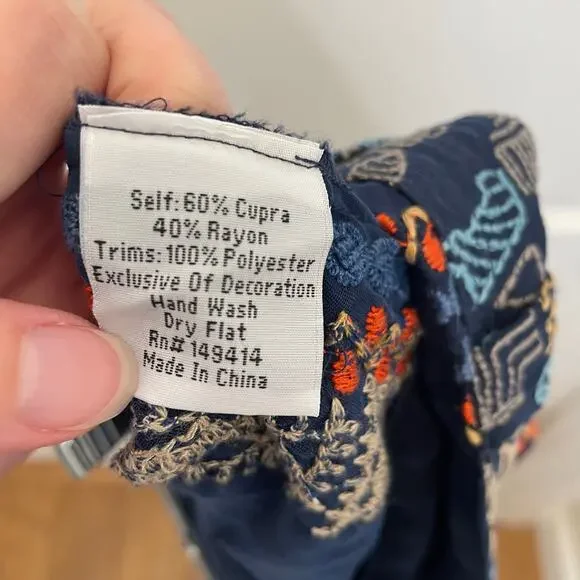 Self: 60% Cupra
40% Rayon
Trims: 100% Polyester
Exclusive Of Decoration
Hand Wash
Dry Flat
Rn# 149414
Made In China